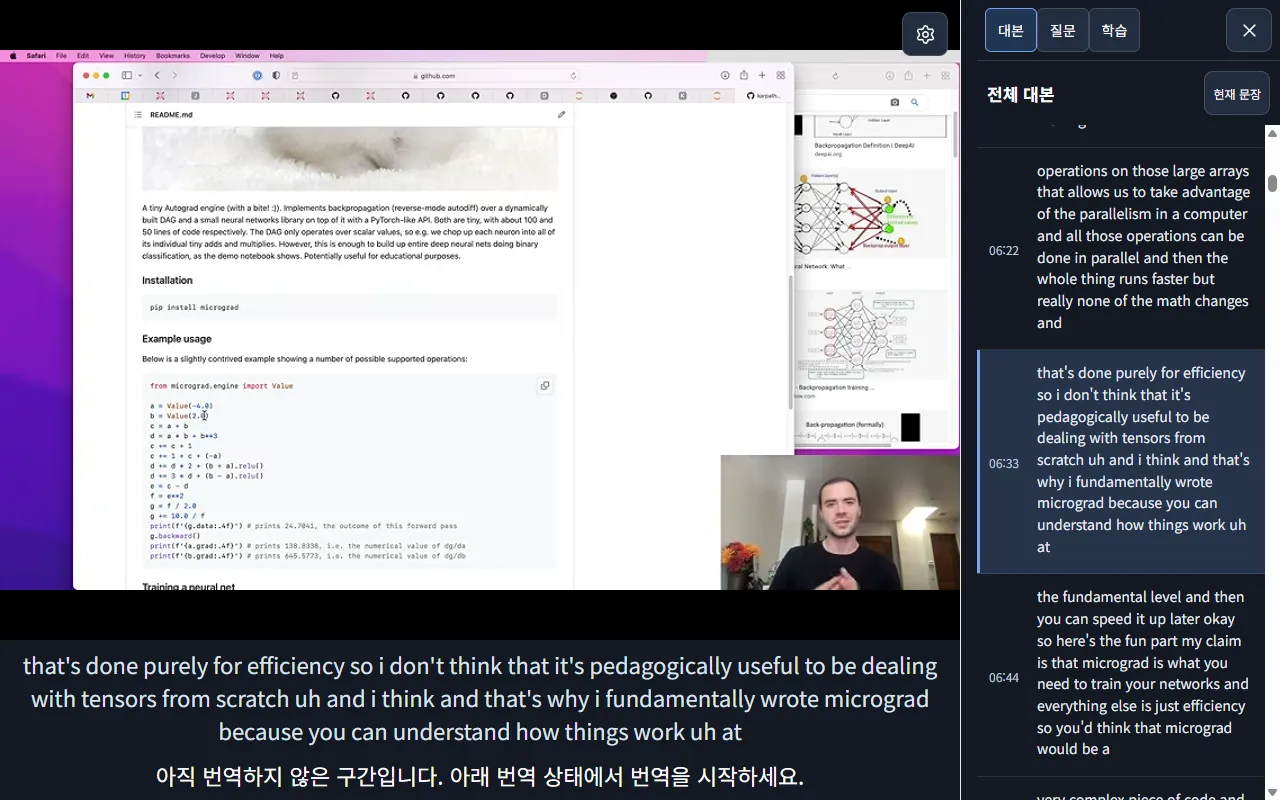 Safari File Edit View History Bookmarks Develop Window Help
github.com
karpath...
README.md
A tiny Autograd engine (with a bite! :)). Implements backpropagation (reverse-mode autodiff) over a dynamically
built DAG and a small neural networks library on top of it with a PyTorch-like API. Both are tiny, with about 100 and
50 lines of code respectively. The DAG only operates over scalar values, so e.g. we chop up each neuron into all of
its individual tiny adds and multiplies. However, this is enough to build up entire deep neural nets doing binary
classification, as the demo notebook shows. Potentially useful for educational purposes.
Installation
pip install micrograd
Example usage
Below is a slightly contrived example showing a number of possible supported operations:
from micrograd.engine import Value
a = Value(-4.0)
b = Value(2.0)
c = a + b
d = a * b + b**3
c += c + 1
c += 1 + c + (-a)
d += d * 2 + (b + a).relu()
d += 3 * d + (b - a).relu()
e = c - d
f = e**2
g = f / 2.0
g += 10.0 / f
print(f'{g.data:.4f}') # prints 24.7041, the outcome of this forward pass
g.backward()
print(f'{a.grad:.4f}') # prints 138.8338, i.e. the numerical value of dg/da
print(f'{b.grad:.4f}') # prints 645.5773, i.e. the numerical value of dg/db
Training a neural net
Backpropagation Definition | DeepAI
deepai.org
ral Network: What ...
- Backpropagation training ...
low.com
Back-propagation (formally)
that's done purely for efficiency so i don't think that it's pedagogically useful to be dealing
with tensors from scratch uh and i think and that's why i fundamentally wrote micrograd
because you can understand how things work uh at
아직 번역하지 않은 구간입니다. 아래 번역 상태에서 번역을 시작하세요.
대본 질문 학습
전체 대본
현재 문장
06:22
operations on those large arrays
that allows us to take advantage
of the parallelism in a computer
and all those operations can be
done in parallel and then the
whole thing runs faster but
really none of the math changes
and
06:33
that's done purely for efficiency
so i don't think that it's
pedagogically useful to be
dealing with tensors from
scratch uh and i think and that's
why i fundamentally wrote
micrograd because you can
understand how things work uh
at
06:44
the fundamental level and then
you can speed it up later okay
so here's the fun part my claim
is that micrograd is what you
need to train your networks and
everything else is just efficiency
so you'd think that micrograd
would be a
very complex piece of code and